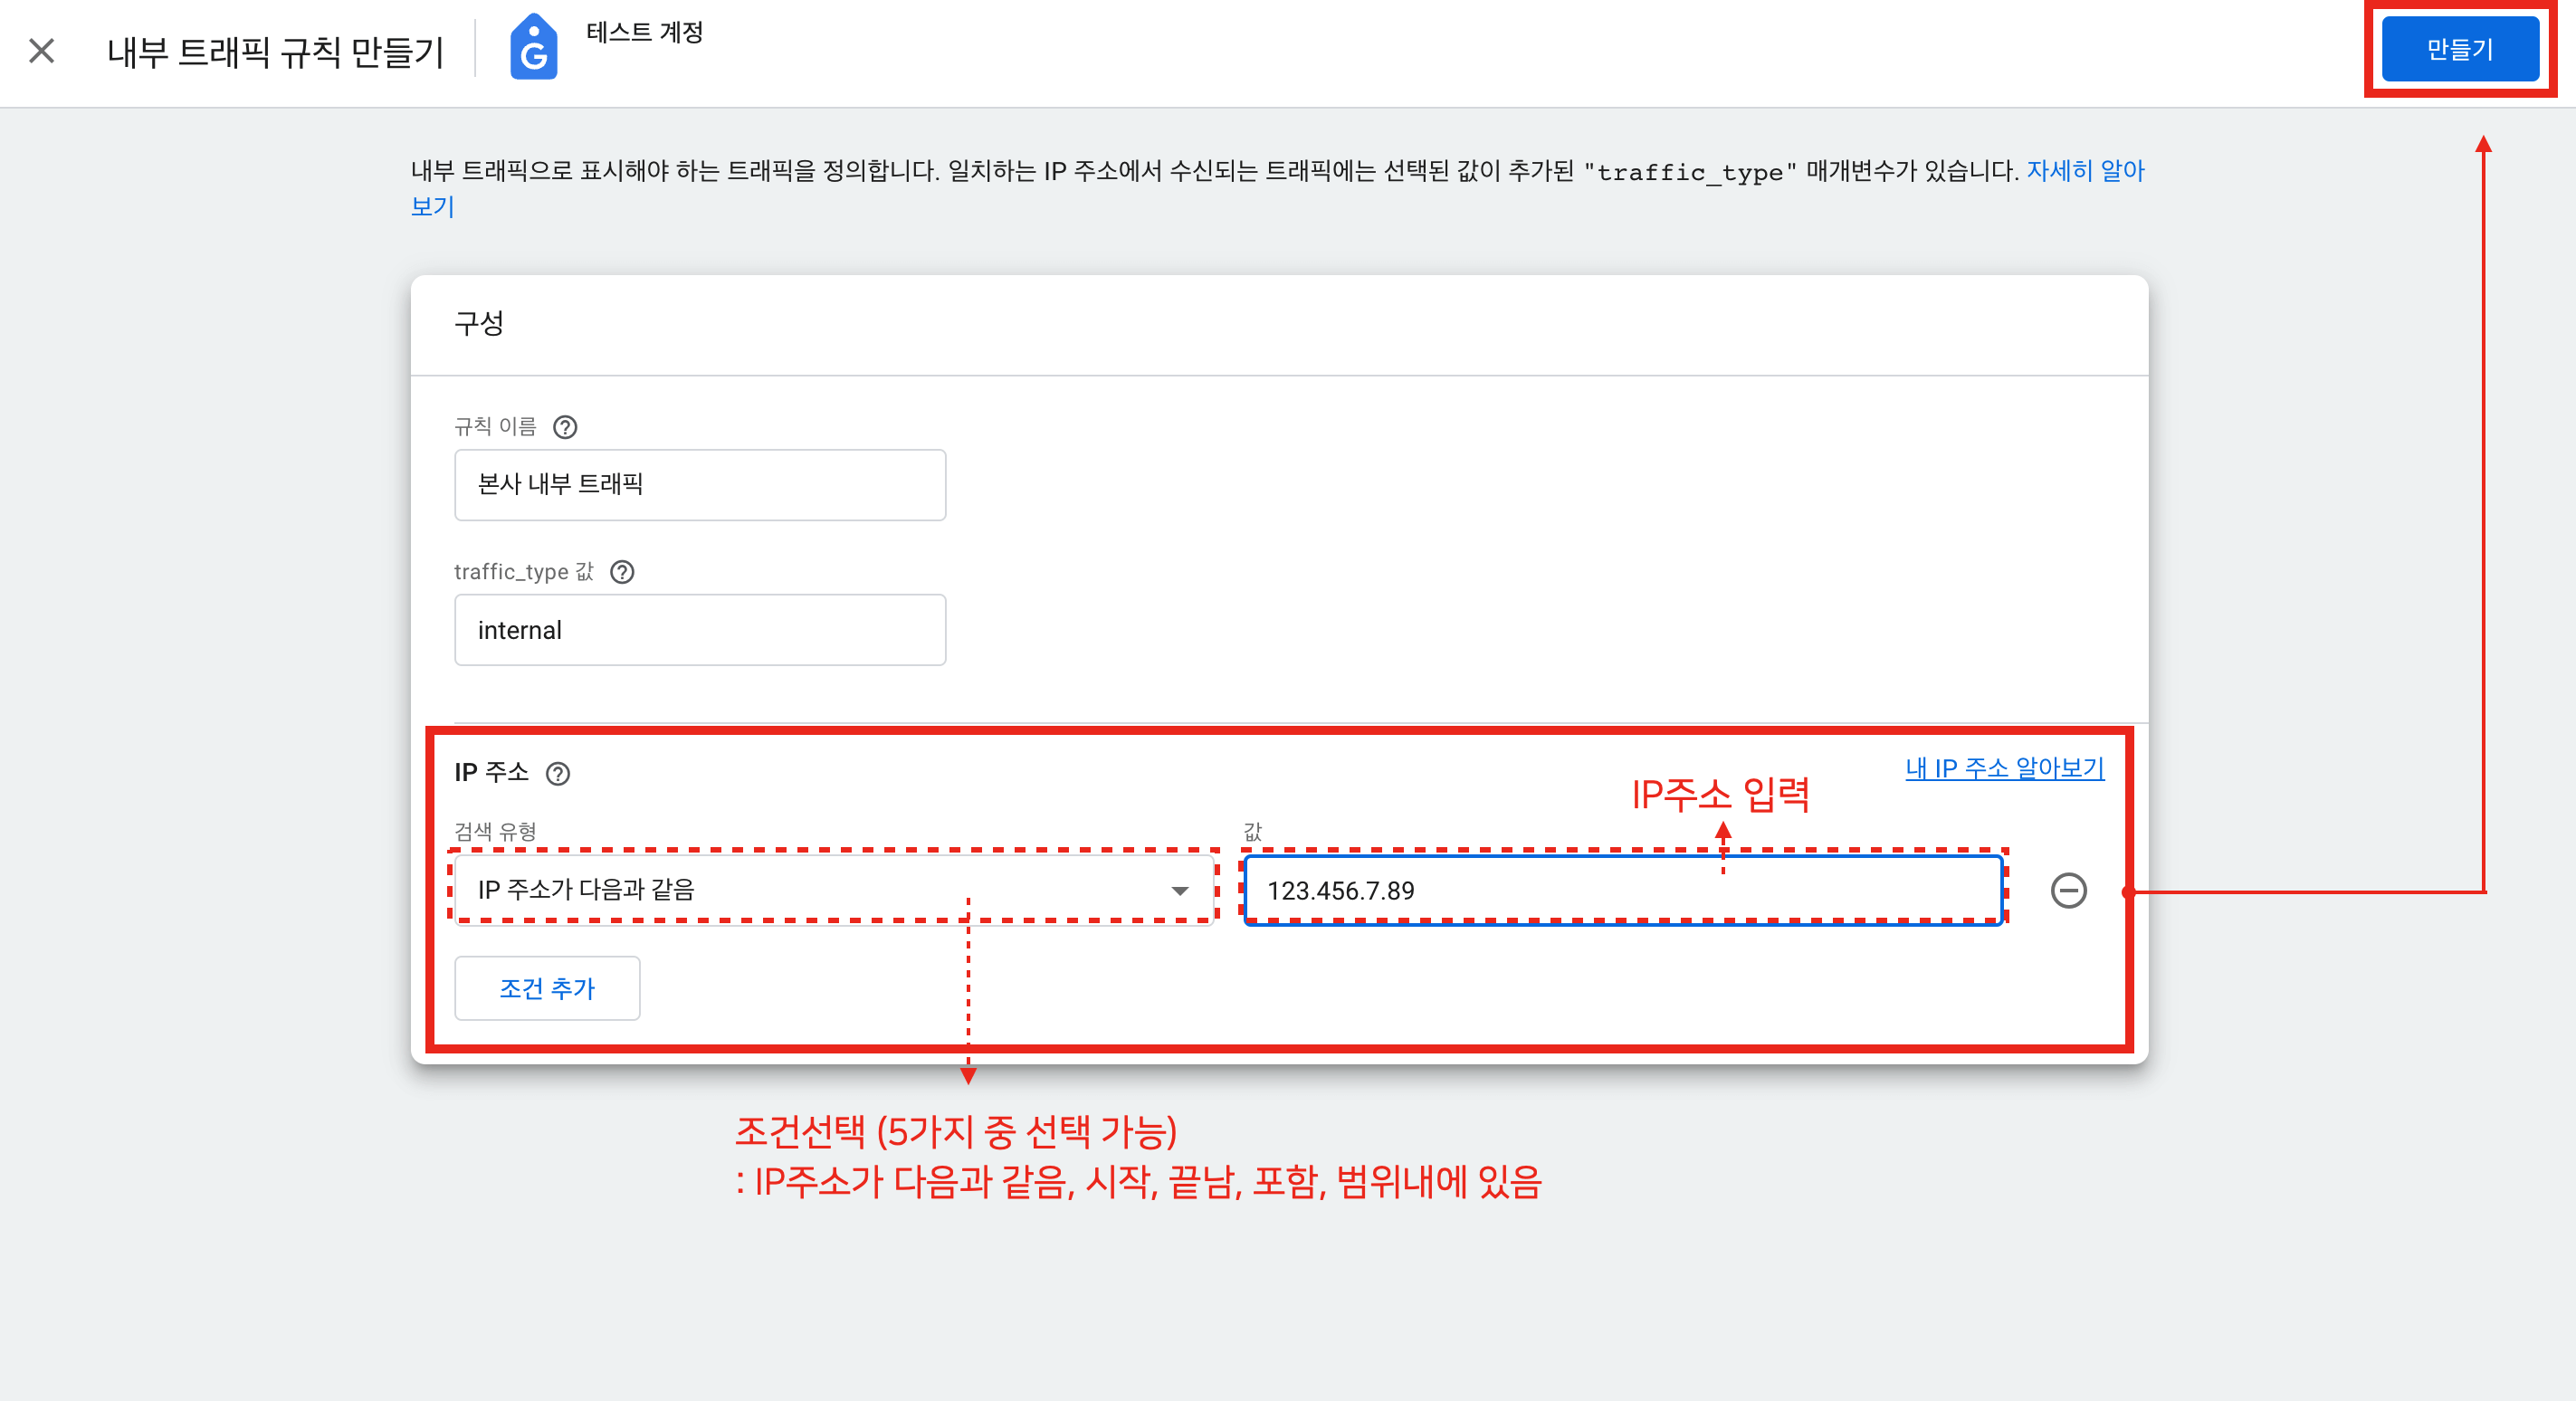 내부 트래픽 규칙 만들기
테스트 계정
만들기
내부 트래픽으로 표시해야 하는 트래픽을 정의합니다. 일치하는 IP 주소에서 수신되는 트래픽에는 선택된 값이 추가된 "traffic_type" 매개변수가 있습니다. 자세히 알아
보기
구성
규칙 이름
본사 내부 트래픽
traffic_type 값
internal
IP 주소
내 IP 주소 알아보기
IP주소 입력
검색 유형
값
IP 주소가 다음과 같음
123.456.7.89
조건 추가
조건선택 (5가지 중 선택 가능)
: IP주소가 다음과 같음, 시작, 끝남, 포함, 범위내에 있음